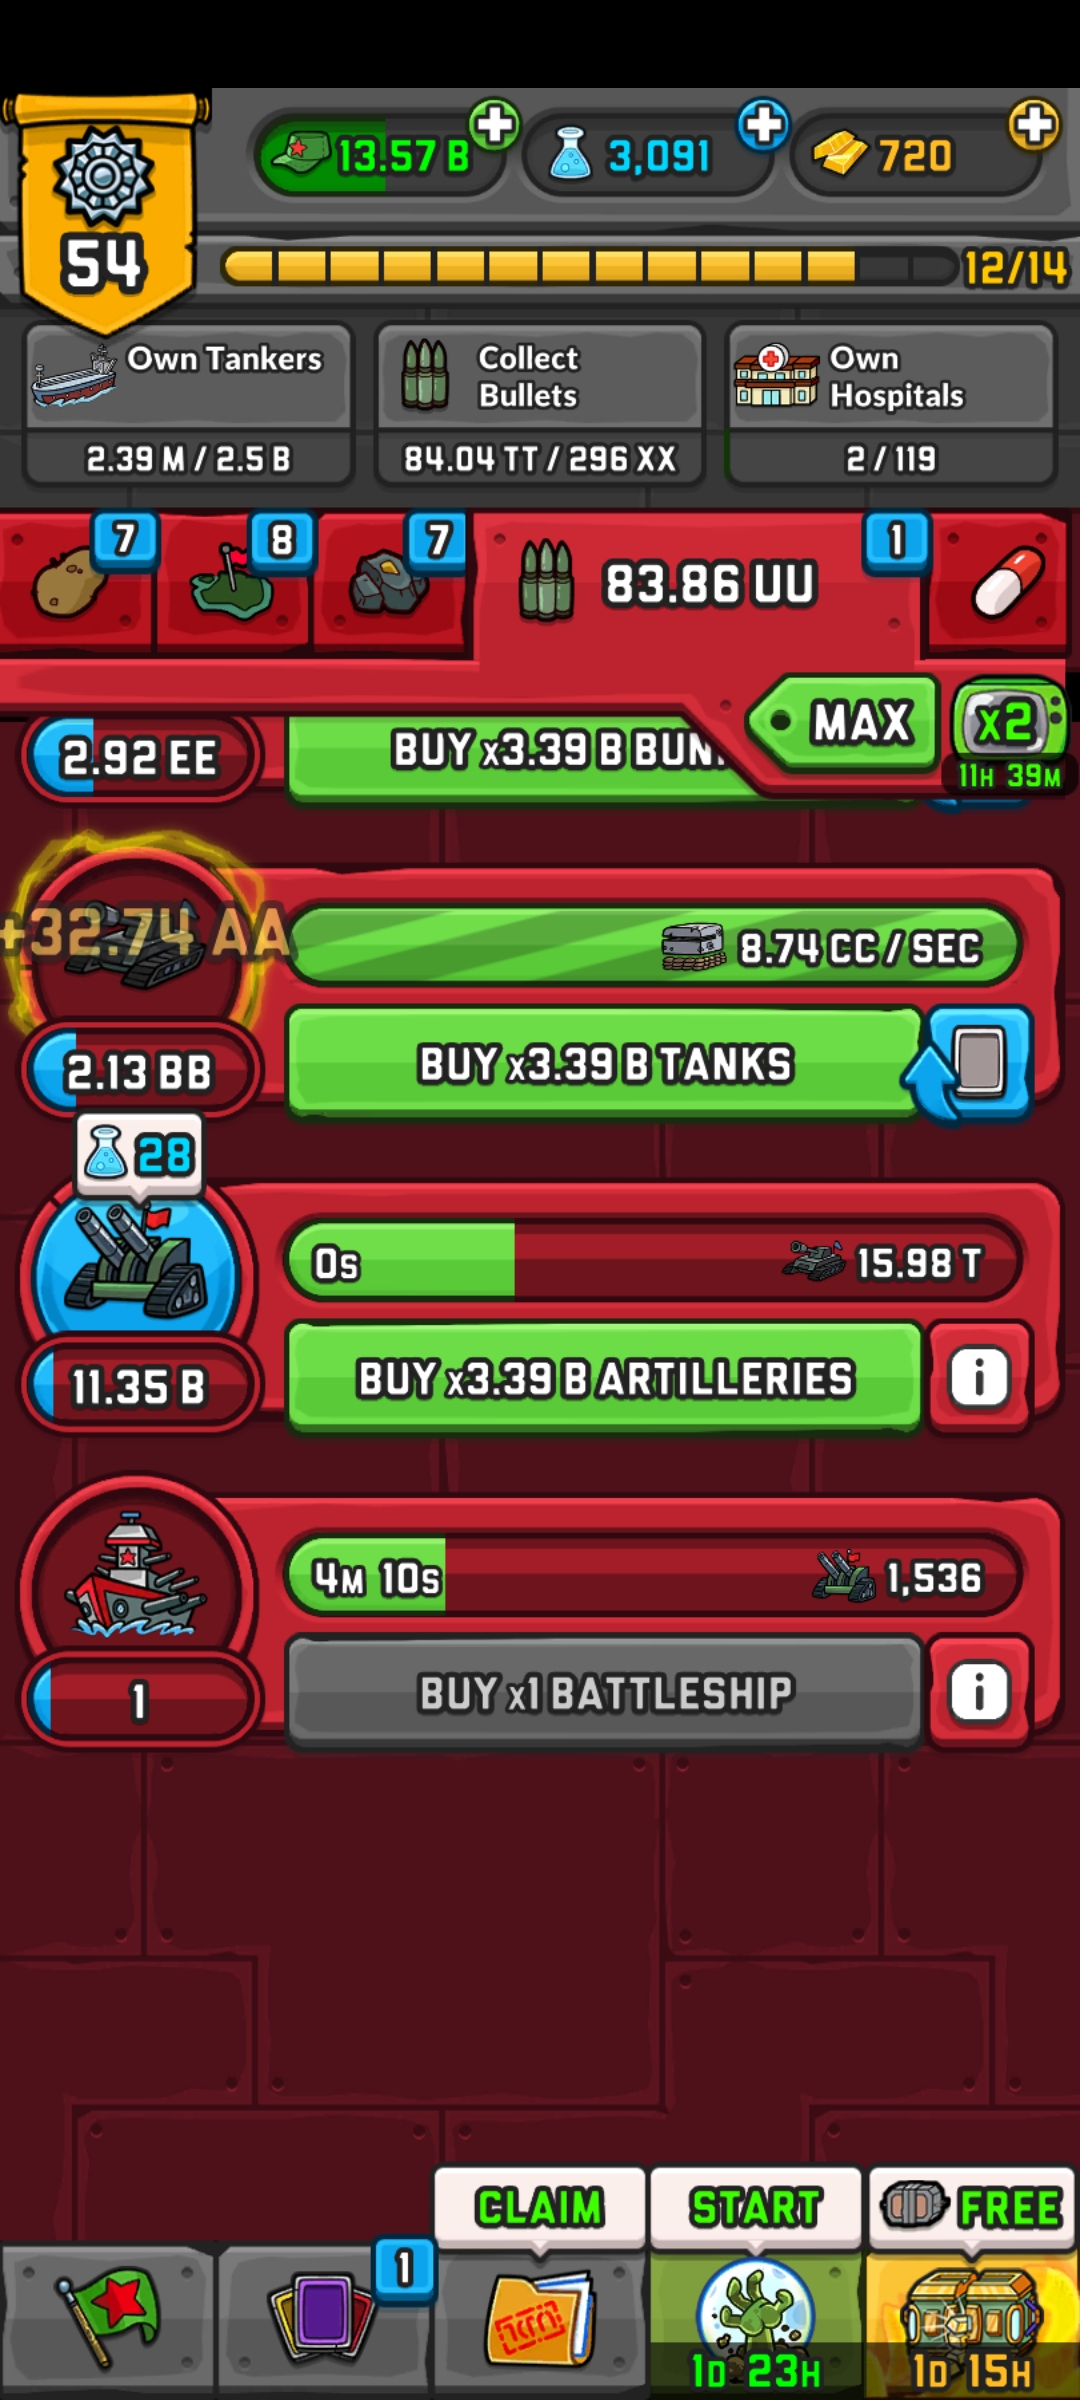 13.57 B
3,091
720
54
12/14
Own Tankers
2.39 M / 2.5 B
Collect
Bullets
84.04 TT / 296 XX
Own
Hospitals
2 / 119
7
8
7
83.86 UU
1
MAX
x2
11H 39M
2.92 EE
BUY x3.39 B BUN
+32.74 AA
8.74 CC / SEC
2.13 BB
BUY x3.39 B TANKS
28
0s
15.98 T
11.35 B
BUY x3.39 B ARTILLERIES
i
4M 10s
1,536
1
BUY x1 BATTLESHIP
i
CLAIM
START
FREE
1
1D 23H
1D 15H